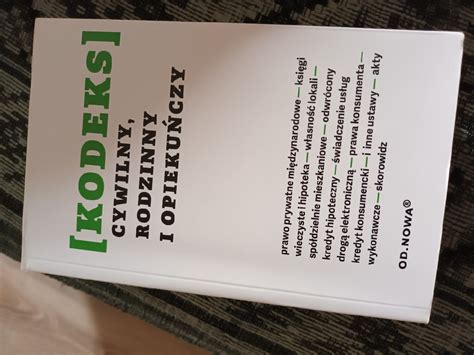 [KODEKS]
CYWILNY,
RODZINNY
I OPIEKUŃCZY
prawo prywatne międzynarodowe — księgi
wieczyste i hipoteka — własność lokali —
spółdzielnie mieszkaniowe — odwrócony
kredyt hipoteczny — świadczenie usług
drogą elektroniczną — prawa konsumenta —
kredyt konsumencki — i inne ustawy — akty
wykonawcze — skorowidz
OD.NOWA®